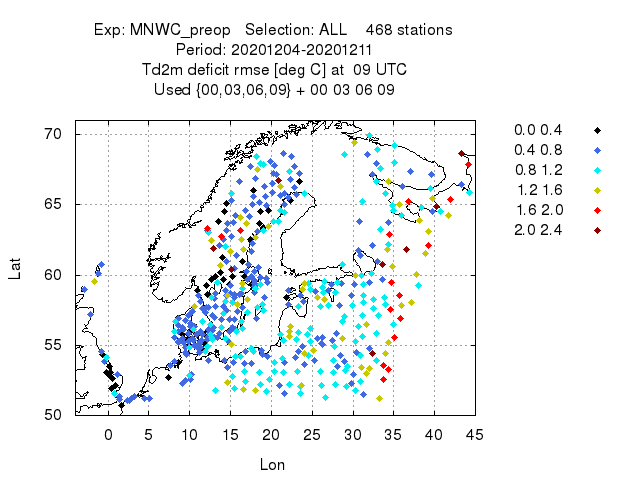 Exp: MNWC_preop   Selection: ALL    468 stations
Period: 20201204-20201211
Td2m deficit rmse [deg C] at  09 UTC
Used {00,03,06,09} + 00 03 06 09
0.0 0.4
0.4 0.8
0.8 1.2
1.2 1.6
1.6 2.0
2.0 2.4
Lat
70
65
60
55
50
0 5 10 15 20 25 30 35 40 45
Lon